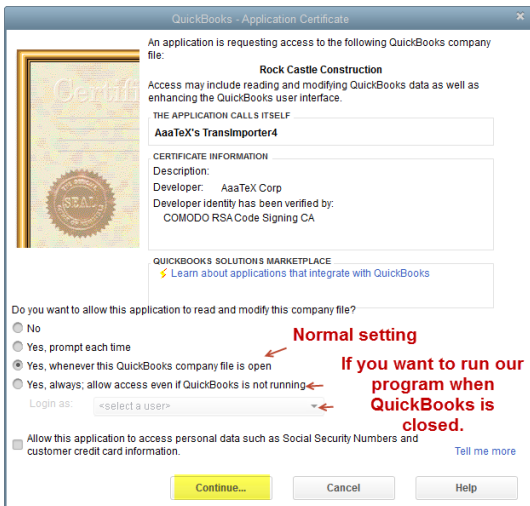 QuickBooks - Application Certificate
An application is requesting access to the following QuickBooks company
file:
Rock Castle Construction
Access may include reading and modifying QuickBooks data as well as
enhancing the QuickBooks user interface.
THE APPLICATION CALLS ITSELF
AaaTeX's TransImporter4
CERTIFICATE INFORMATION
Description:
Developer: AaaTeX Corp
Developer identity has been verified by:
COMODO RSA Code Signing CA
Certifi
SEAL
QUICKBOOKS SOLUTIONS MARKETPLACE
Learn about applications that integrate with QuickBooks
Do you want to allow this application to read and modify this company file?
No
Yes, prompt each time
Normal setting
Yes, whenever this QuickBooks company file is open
Yes, always; allow access even if QuickBooks is not running
If you want to run our
program when
QuickBooks is
closed.
Login as: <select a user>
Allow this application to access personal data such as Social Security Numbers and
customer credit card information.
Tell me more
Continue...
Cancel
Help